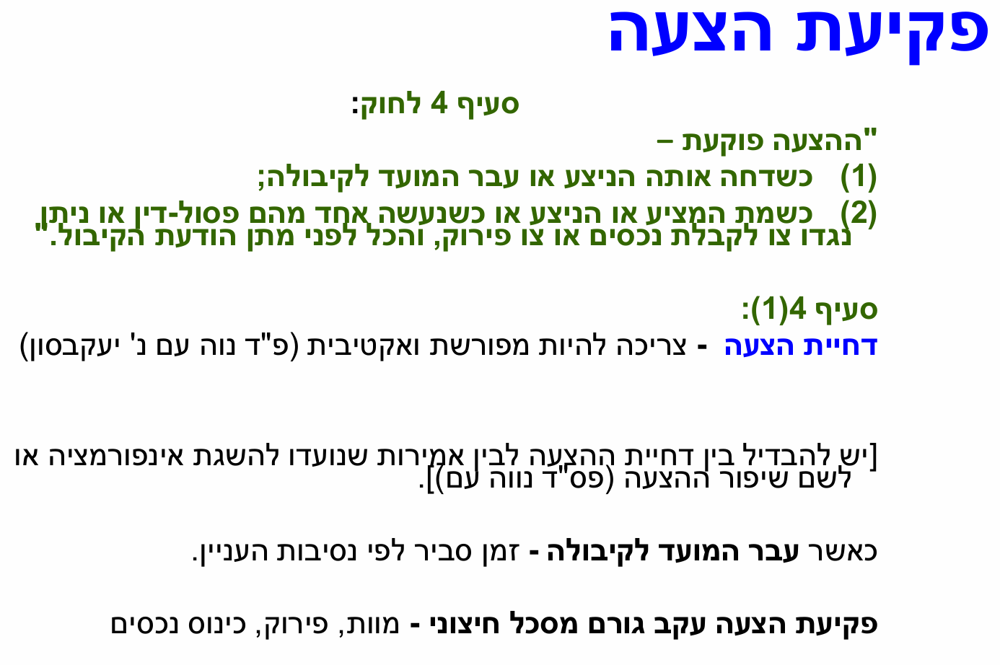 פקיעת הצעה
סעיף 4 לחוק:
"ההצעה פוקעת –
(1) כשדחה אותה הניצע או עבר המועד לקיבולה;
(2) כשמת המציע או הניצע או כשנעשה אחד מהם פסול-דין או ניתן
נגדו צו לקבלת נכסים או צו פירוק, והכל לפני מתן הודעת הקיבול."
סעיף 4(1):
דחיית הצעה - צריכה להיות מפורשת ואקטיבית (פ"ד נוה עם נ' יעקבסון)
[יש להבדיל בין דחיית ההצעה לבין אמירות שנועדו להשגת אינפורמציה או
לשם שיפור ההצעה (פס"ד נווה עם)].
כאשר עבר המועד לקיבולה - זמן סביר לפי נסיבות העניין.
פקיעת הצעה עקב גורם מסכל חיצוני - מוות, פירוק, כינוס נכסים